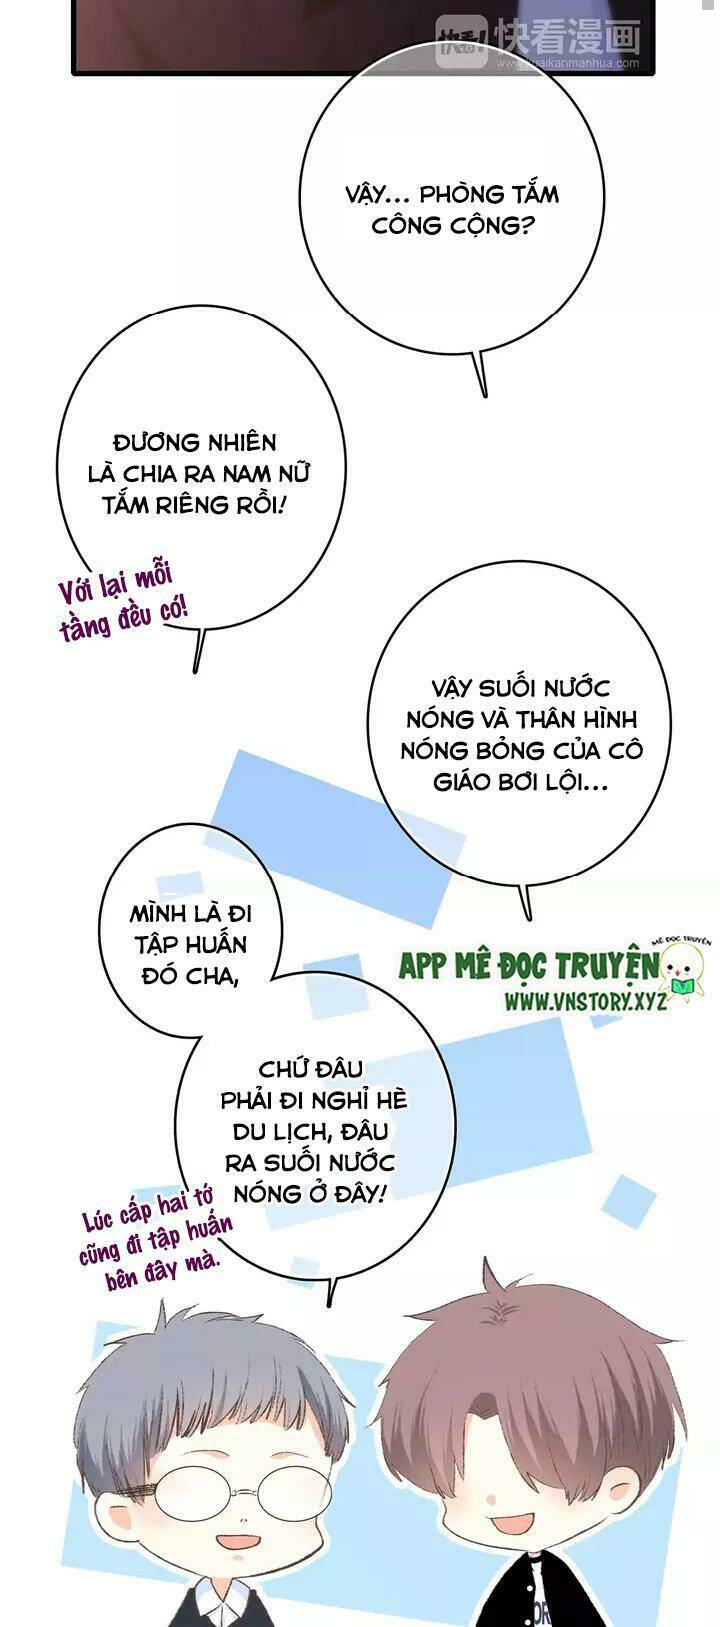 快看漫画
www.kuaikanmanhua.com
VẬY... PHÒNG TẮM
CÔNG CỘNG?
ĐƯƠNG NHIÊN
LÀ CHIA RA NAM NỮ
TẮM RIÊNG RỒI!
Với lại mỗi
tầng đều có!
VẬY SUỐI NƯỚC
NÓNG VÀ THÂN HÌNH
NÓNG BỎNG CỦA CÔ
GIÁO BƠI LỘI...
MÌNH LÀ ĐI
TẬP HUẤN
ĐÓ CHA,
MÊ ĐỌC TRUYỆN
APP MÊ ĐỌC TRUYỆN
WWW.VNSTORY.XYZ
CHỨ ĐÂU
PHẢI ĐI NGHỈ HÈ
DU LỊCH, ĐÂU
RA SUỐI NƯỚC
NÓNG Ở ĐÂY!
Lúc cấp hai tớ
cũng đi tập huấn
bên đây mà.